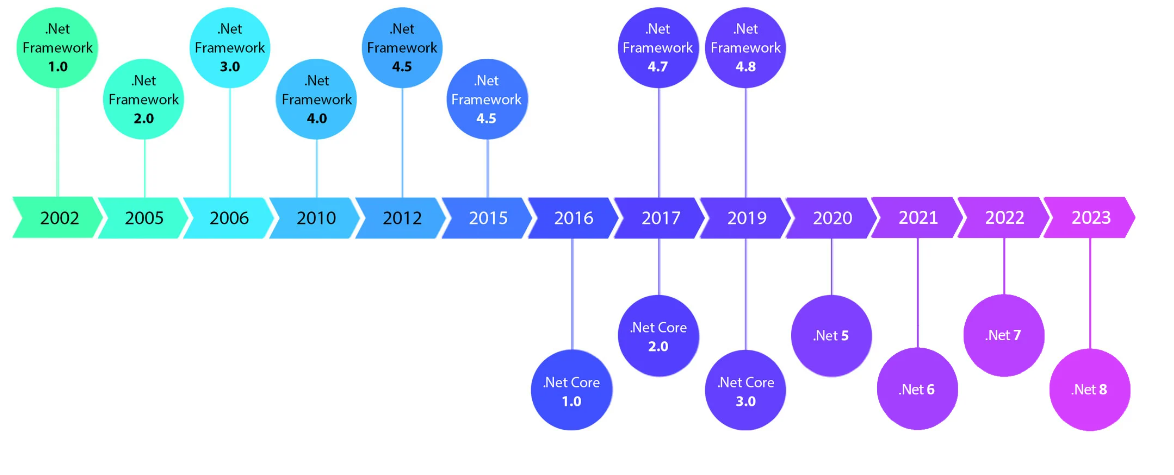 .Net
Framework
1.0
.Net
Framework
2.0
.Net
Framework
3.0
.Net
Framework
4.0
.Net
Framework
4.5
.Net
Framework
4.5
.Net
Framework
4.7
.Net
Framework
4.8
2002
2005
2006
2010
2012
2015
2016
2017
2019
2020
2021
2022
2023
.Net Core
1.0
.Net Core
2.0
.Net Core
3.0
.Net 5
.Net 6
.Net 7
.Net 8